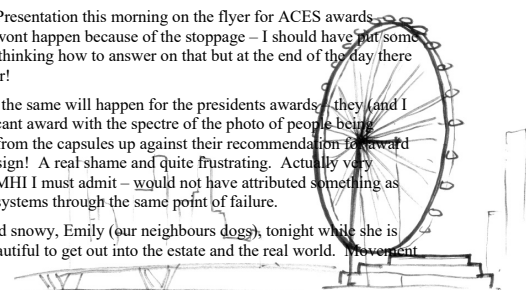 Presentation this morning on the flyer for ACES awards
wont happen because of the stoppage – I should have put some
thinking how to answer on that but at the end of the day there
r!
the same will happen for the presidents awards – they (and I
cant award with the spectre of the photo of people being
from the capsules up against their recommendation for award
sign! A real shame and quite frustrating. Actually very
MHI I must admit – would not have attributed something as
systems through the same point of failure.
d snowy, Emily (our neighbours dogs), tonight while she is
autiful to get out into the estate and the real world. Movement